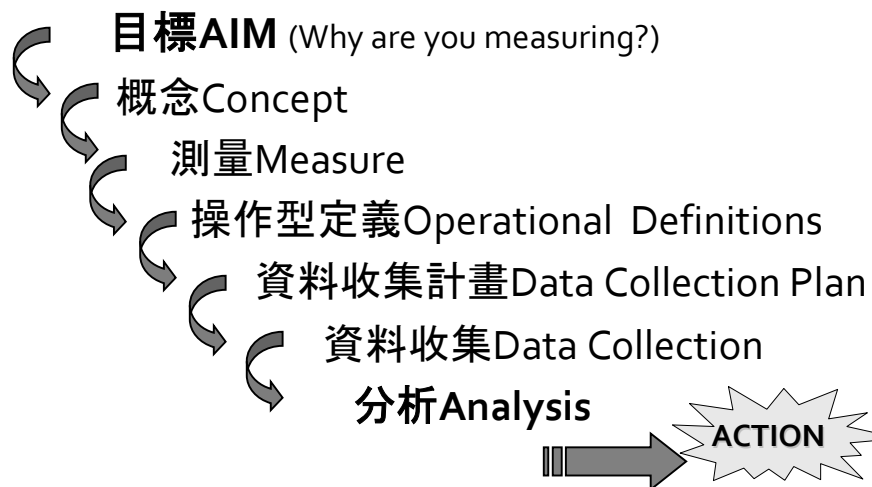 目標AIM (Why are you measuring?)
概念Concept
測量Measure
操作型定義Operational Definitions
資料收集計畫Data Collection Plan
資料收集Data Collection
分析Analysis
ACTION